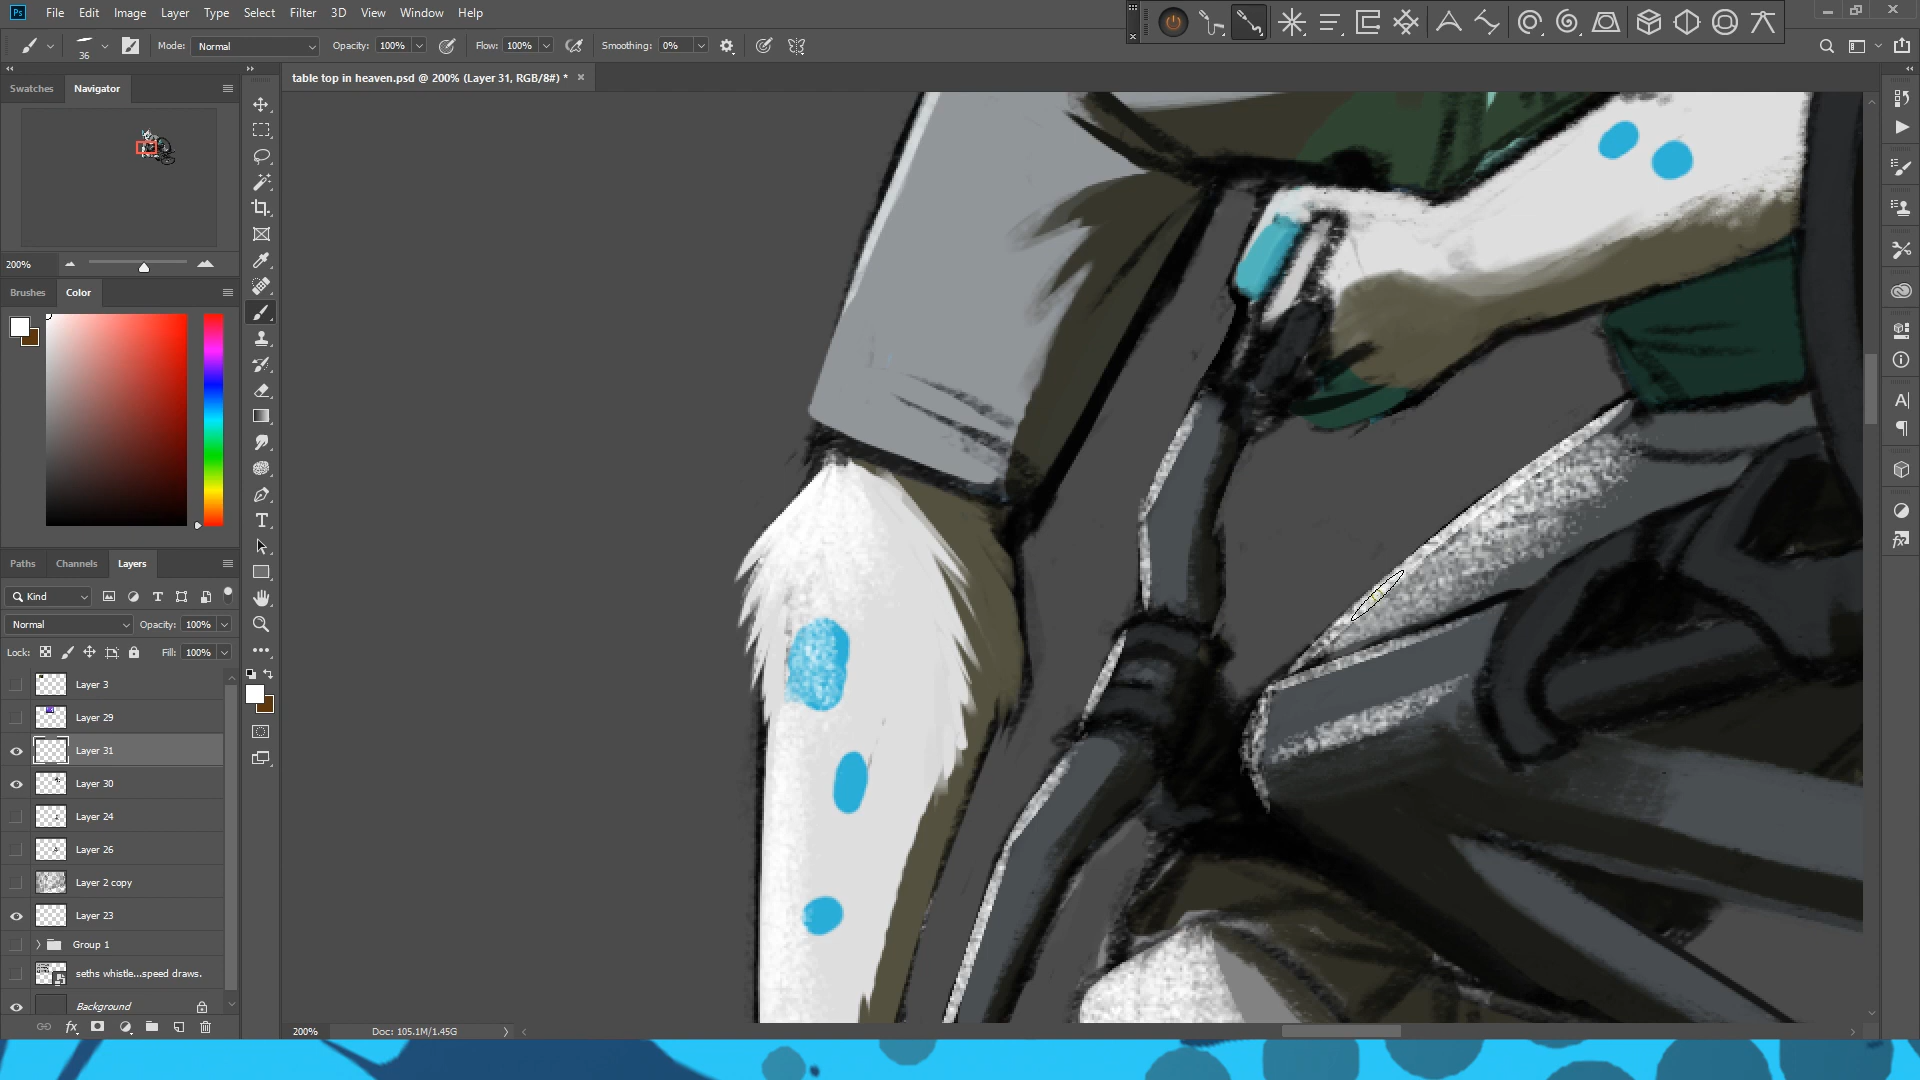 Ps File Edit Image Layer Type Select Filter 3D View Window Help
36 Mode: Normal Opacity: 100% Flow: 100% Smoothing: 0%
Swatches Navigator
table top in heaven.psd @ 200% (Layer 31, RGB/8#) * ×
200%
Brushes Color
Paths Channels Layers
Kind
Normal Opacity: 100%
Lock: Fill: 100%
Layer 3
Layer 29
Layer 31
Layer 30
Layer 24
Layer 26
Layer 2 copy
Layer 23
Group 1
seths whistle...speed draws.
Background
fx
200% Doc: 105.1M/1.45G